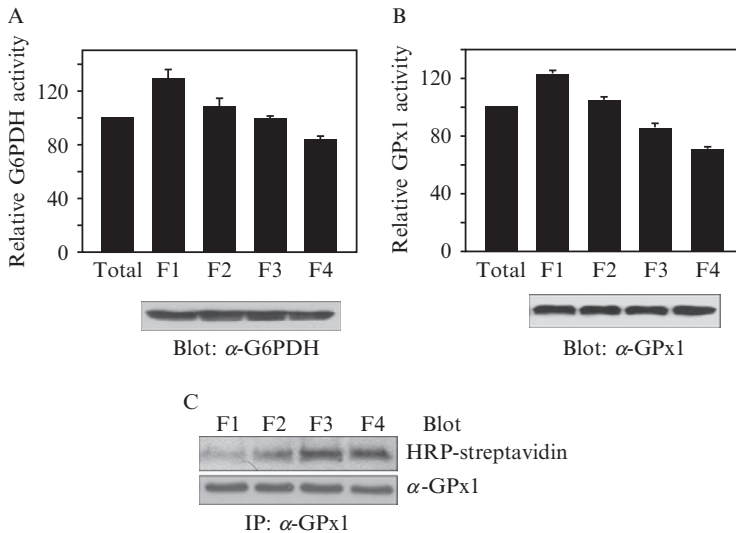 A
Relative G6PDH activity
120
80
40
0
Total F1 F2 F3 F4
Blot: α-G6PDH
B
Relative GPx1 activity
120
80
40
0
Total F1 F2 F3 F4
Blot: α-GPx1
C
F1 F2 F3 F4 Blot
HRP-streptavidin
α-GPx1
IP: α-GPx1